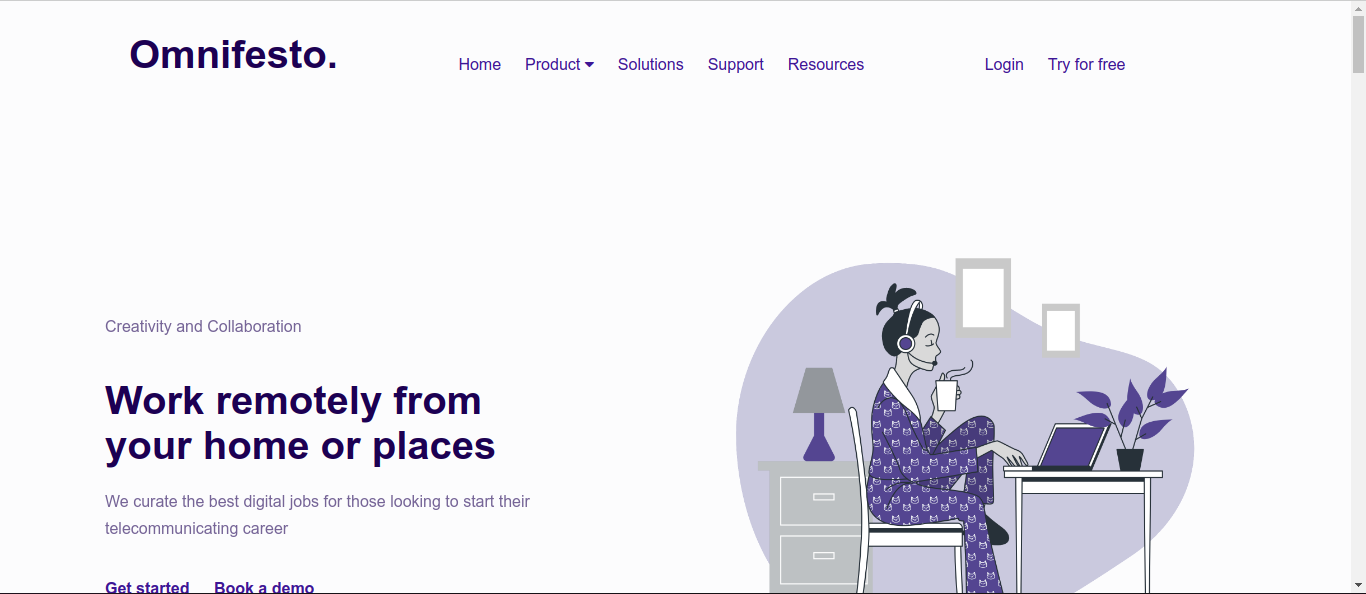 Omnifesto.
Home Product Solutions Support Resources Login Try for free
Creativity and Collaboration
Work remotely from
your home or places
We curate the best digital jobs for those looking to start their
telecommunicating career
Get started Book a demo